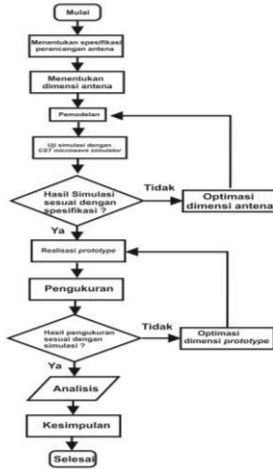 Mulai
Menentukan spesifikasi
perancangan antena
Menentukan
dimensi antena
Pemodelan
Uji simulasi dengan
CST microwave simulator
Hasil Simulasi
sesuai dengan
spesifikasi ?
Tidak
Optimasi
dimensi antena
Ya
Realisasi prototype
Pengukuran
Hasil pengukuran
sesuai dengan
simulasi ?
Tidak
Optimasi
dimensi prototype
Ya
Analisis
Kesimpulan
Selesai